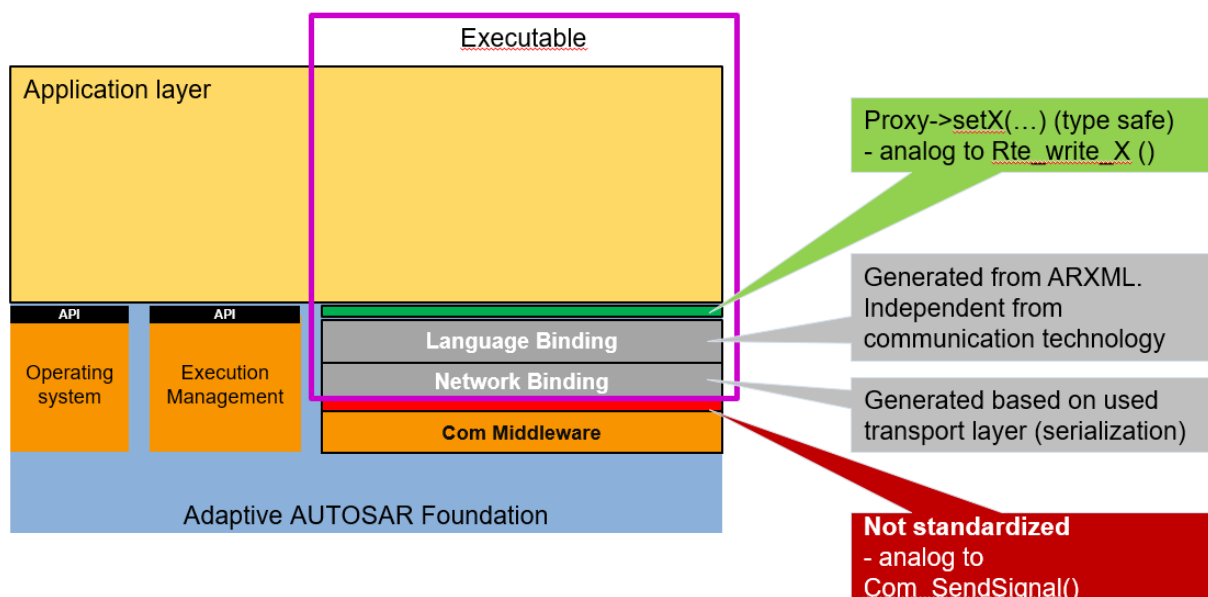 Executable
Application layer
Proxy->setX(…) (type safe)
- analog to Rte_write_X ()
Generated from ARXML.
Independent from
communication technology
API
API
Language Binding
Operating
system
Execution
Management
Network Binding
Generated based on used
transport layer (serialization)
Com Middleware
Adaptive AUTOSAR Foundation
Not standardized
- analog to
Com_SendSignal()